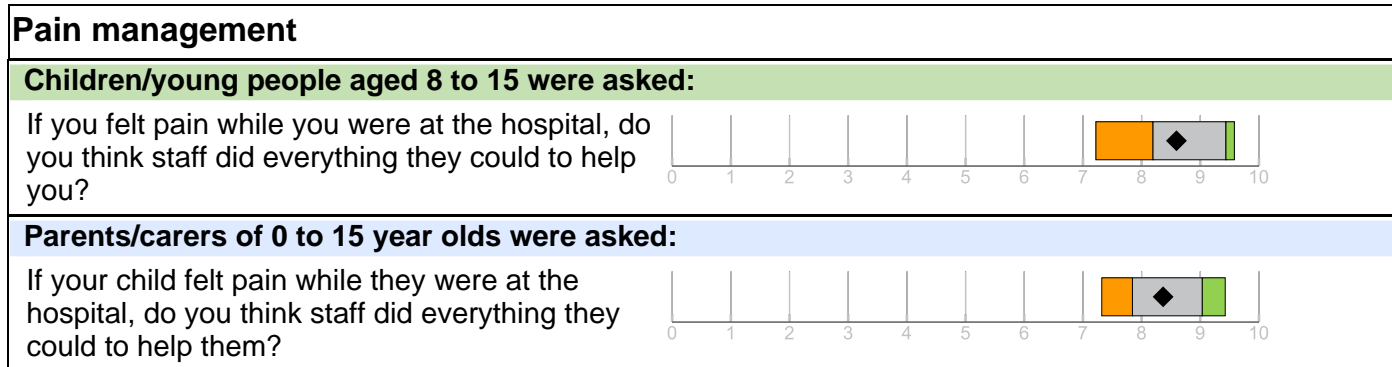 Pain management
Children/young people aged 8 to 15 were asked:
If you felt pain while you were at the hospital, do
you think staff did everything they could to help
you?
0 1 2 3 4 5 6 7 8 9 10
Parents/carers of 0 to 15 year olds were asked:
If your child felt pain while they were at the
hospital, do you think staff did everything they
could to help them?
0 1 2 3 4 5 6 7 8 9 10